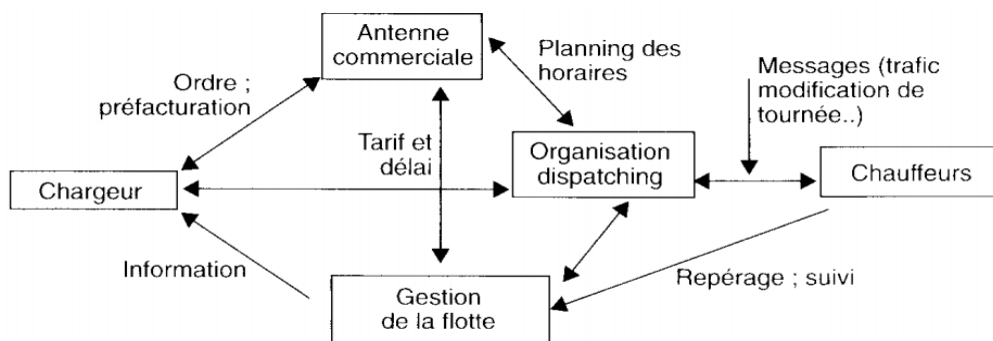 Antenne
commerciale
Planning des
horaires
Messages (trafic
modification de
tournée..)
Ordre ;
préfacturation
Tarif et
délai
Organisation
dispatching
Chauffeurs
Chargeur
Information
Gestion
de la flotte
Repérage ; suivi